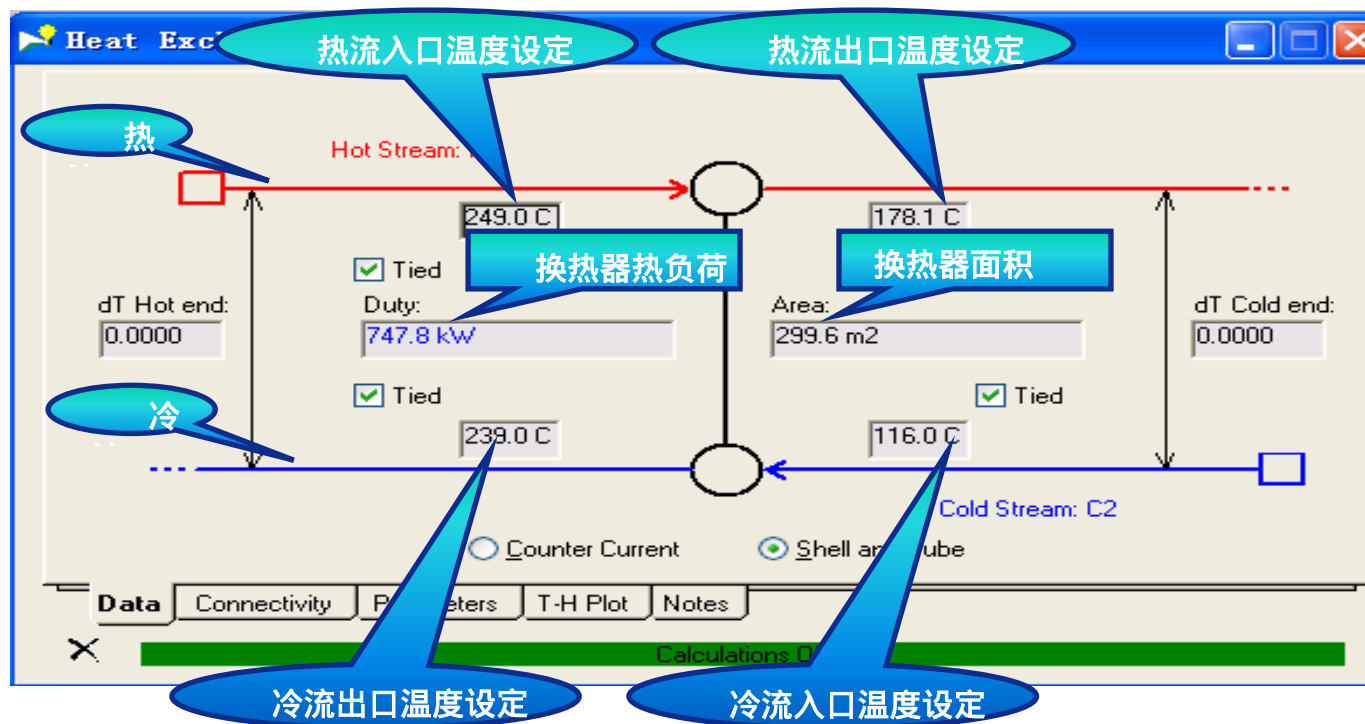 Heat Exc
热流入口温度设定
热流出口温度设定
热
Hot Stream:
249.0 C
178.1 C
Tied
换热器热负荷
换热器面积
dT Hot end:
Duty:
Area:
dT Cold end:
0.0000
747.8 kW
299.6 m2
0.0000
Tied
Tied
冷
239.0 C
116.0 C
Cold Stream: C2
Counter Current
Shell an ube
Data
Connectivity
P eters
T-H Plot
Notes
Calculations O
冷流出口温度设定
冷流入口温度设定